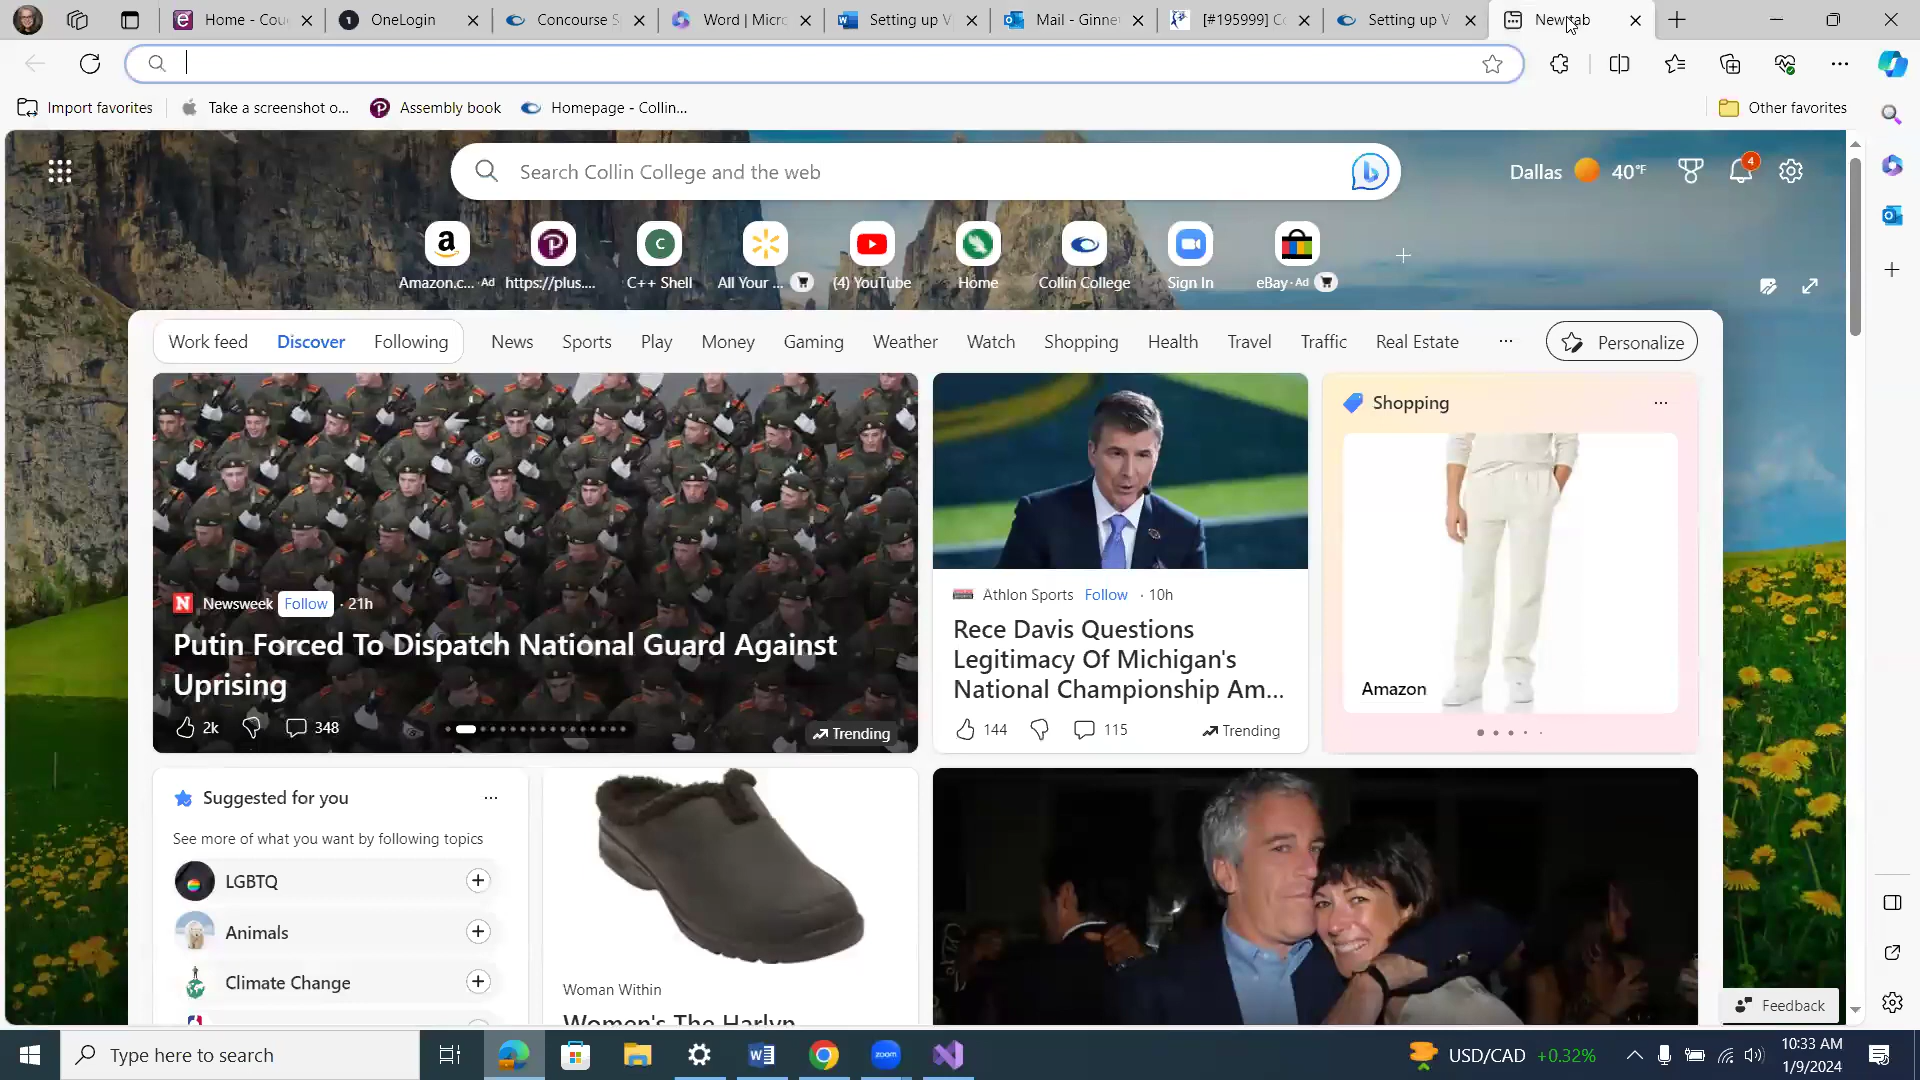 Home - Cou
OneLogin
Concourse S
Word | Micr
Setting up V
Mail - Ginne
[#195999] C
Setting up V
New tab
Import favorites
Take a screenshot o...
Assembly book
Homepage - Collin...
Other favorites
Search Collin College and the web
Dallas 40°F
4
Amazon.c... Ad
https://plus....
C++ Shell
All Your ...
(4) YouTube
Home
Collin College
Sign In
eBay · Ad
Work feed Discover Following
News Sports Play Money Gaming Weather Watch Shopping Health Travel Traffic Real Estate ...
Personalize
Newsweek Follow · 21h
Putin Forced To Dispatch National Guard Against
Uprising
2k 348
Trending
Athlon Sports Follow · 10h
Rece Davis Questions
Legitimacy Of Michigan's
National Championship Am...
144 115
Trending
Shopping
Amazon
Suggested for you
See more of what you want by following topics
LGBTQ
Animals
Climate Change
Woman Within
Women's The Harlyn
Feedback
Type here to search
zoom
USD/CAD +0.32%
10:33 AM
1/9/2024